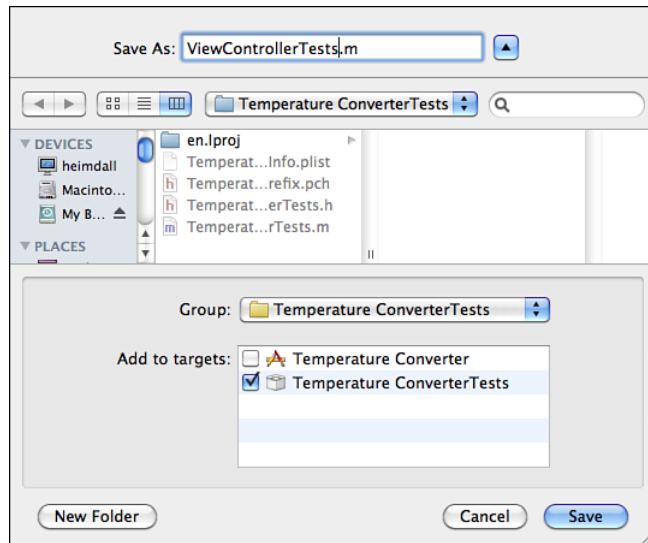 Save As: ViewControllerTests.m
Temperature ConverterTests
DEVICES
heimdall
Macinto...
My B...
PLACES
en.lproj
Temperat...Info.plist
Temperat...refix.pch
Temperat...erTests.h
Temperat...rTests.m
Group: Temperature ConverterTests
Add to targets: Temperature Converter
Temperature ConverterTests
New Folder Cancel Save